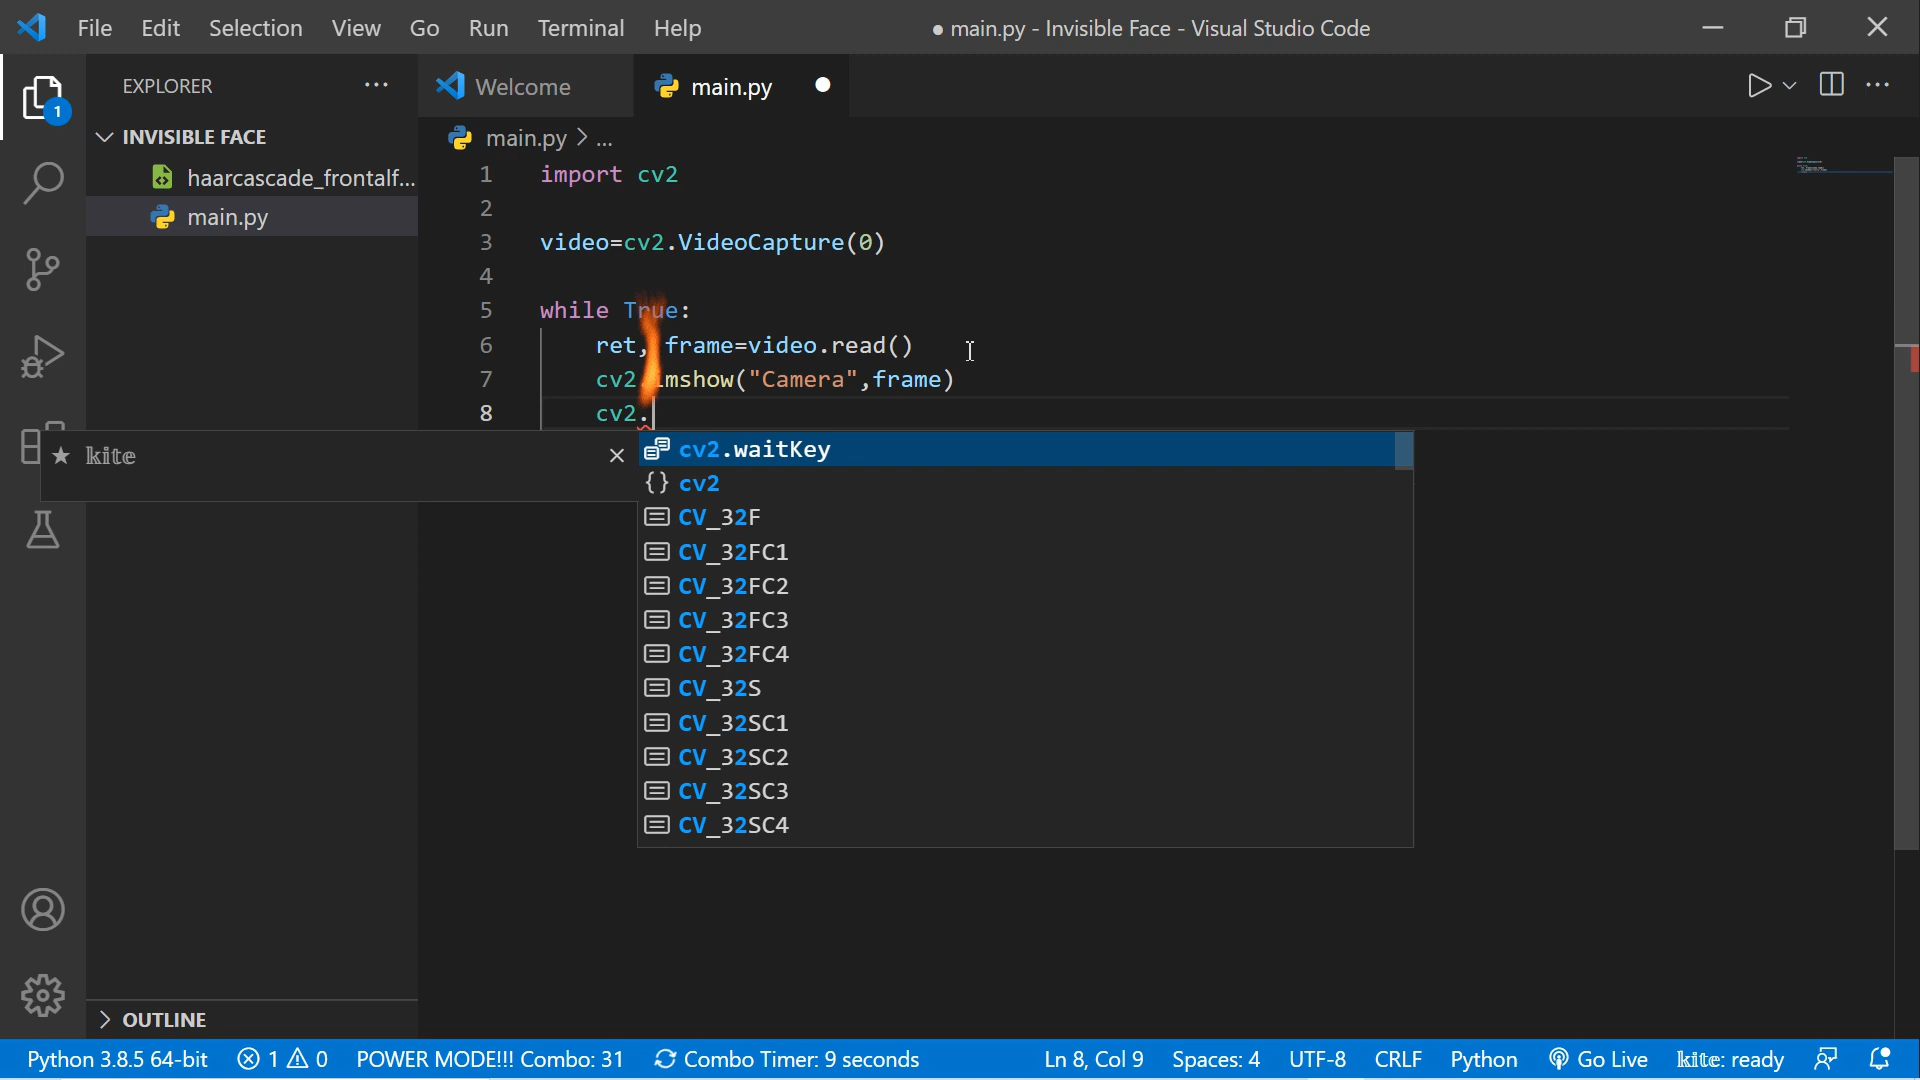 File Edit Selection View Go Run Terminal Help
● main.py - Invisible Face - Visual Studio Code
EXPLORER
1
INVISIBLE FACE
haarcascade_frontalf...
main.py
Welcome
main.py
main.py > ...
1 import cv2
2
3 video=cv2.VideoCapture(0)
4
5 while True:
6 ret, frame=video.read()
7 cv2.imshow("Camera",frame)
8 cv2.
kite
cv2.waitKey
{} cv2
CV_32F
CV_32FC1
CV_32FC2
CV_32FC3
CV_32FC4
CV_32S
CV_32SC1
CV_32SC2
CV_32SC3
CV_32SC4
OUTLINE
Python 3.8.5 64-bit 1 0 POWER MODE!!! Combo: 31 Combo Timer: 9 seconds Ln 8, Col 9 Spaces: 4 UTF-8 CRLF Python Go Live kite: ready